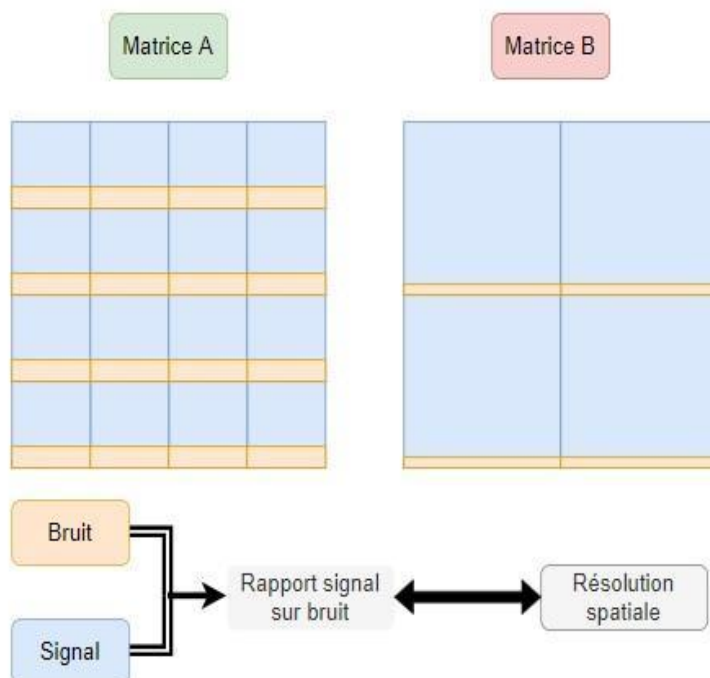 Matrice A
Matrice B
Bruit
Signal
Rapport signal
sur bruit
Résolution
spatiale